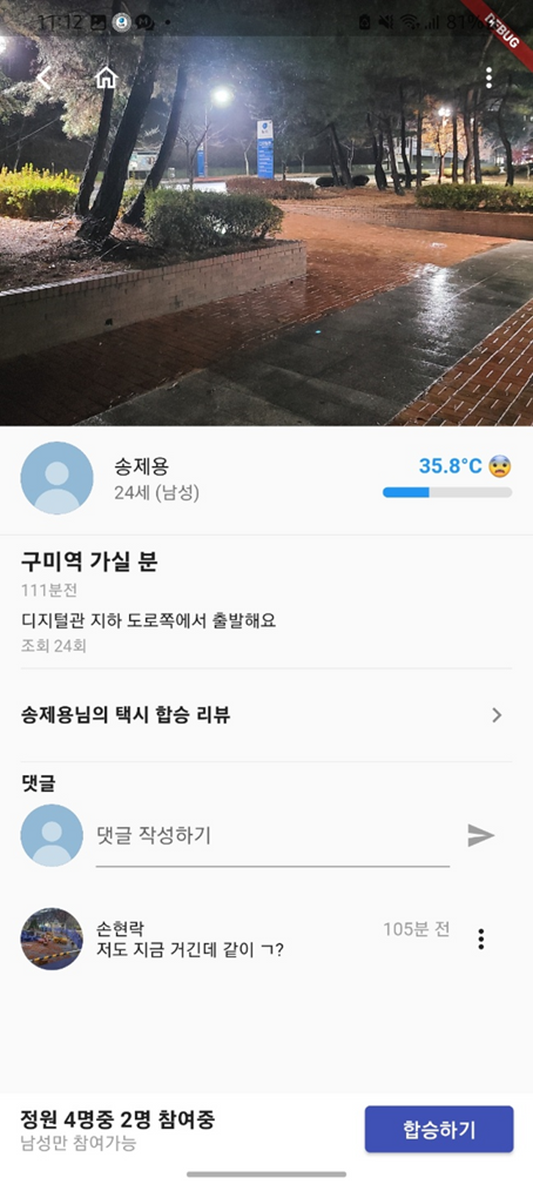 11:12
81%
DEBUG
송제용
35.8°C
24세 (남성)
구미역 가실 분
111분전
디지털관 지하 도로쪽에서 출발해요
조회 24회
송제용님의 택시 합승 리뷰
댓글
댓글 작성하기
손현락
105분 전
저도 지금 거긴데 같이 ㄱ?
정원 4명중 2명 참여중
남성만 참여가능
합승하기